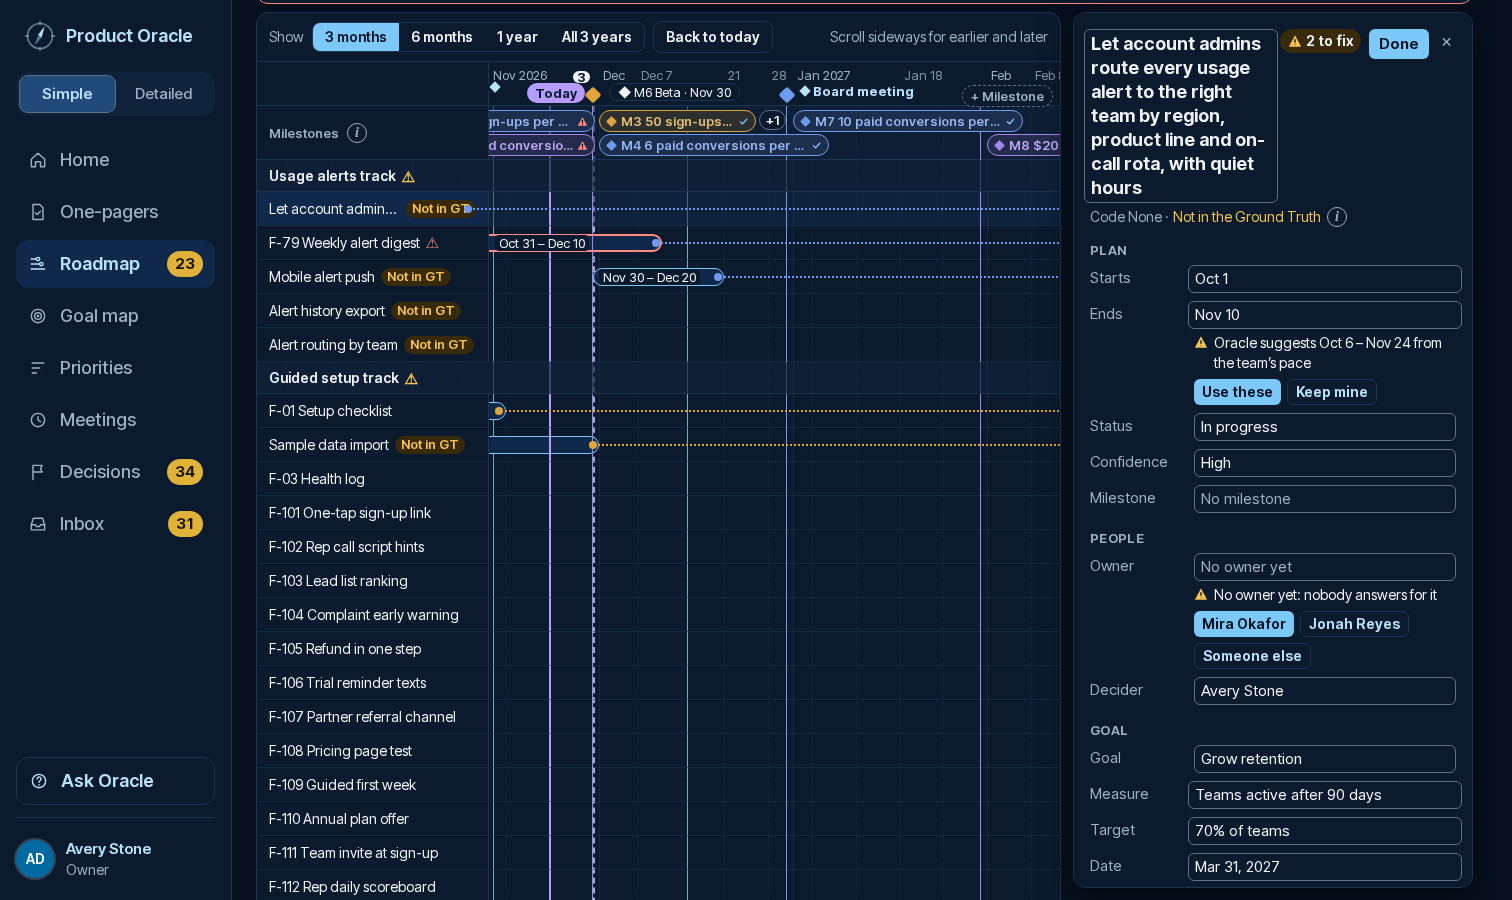 Product Oracle
Simple Detailed
Home
One-pagers
Roadmap 23
Goal map
Priorities
Meetings
Decisions 34
Inbox 31
Ask Oracle
AD Avery Stone
Owner
Show 3 months 6 months 1 year All 3 years Back to today Scroll sideways for earlier and later
Nov 2026 3 Dec Dec 7 21 28 Jan 2027 Jan 18 Feb Feb
Today M6 Beta · Nov 30 Board meeting + Milestone
Milestones i
gn-ups per ... M3 50 sign-ups... +1 M7 10 paid conversions per...
d conversio... M4 6 paid conversions per ... M8 $20
Usage alerts track
Let account admin... Not in GT
F-79 Weekly alert digest Oct 31 – Dec 10
Mobile alert push Not in GT Nov 30 – Dec 20
Alert history export Not in GT
Alert routing by team Not in GT
Guided setup track
F-01 Setup checklist
Sample data import Not in GT
F-03 Health log
F-101 One-tap sign-up link
F-102 Rep call script hints
F-103 Lead list ranking
F-104 Complaint early warning
F-105 Refund in one step
F-106 Trial reminder texts
F-107 Partner referral channel
F-108 Pricing page test
F-109 Guided first week
F-110 Annual plan offer
F-111 Team invite at sign-up
F-112 Rep daily scoreboard
Let account admins
route every usage
alert to the right
team by region,
product line and on-
call rota, with quiet
hours
2 to fix Done ×
Code None · Not in the Ground Truth i
PLAN
Starts Oct 1
Ends Nov 10
Oracle suggests Oct 6 – Nov 24 from
the team's pace
Use these Keep mine
Status In progress
Confidence High
Milestone No milestone
PEOPLE
Owner No owner yet
No owner yet: nobody answers for it
Mira Okafor Jonah Reyes
Someone else
Decider Avery Stone
GOAL
Goal Grow retention
Measure Teams active after 90 days
Target 70% of teams
Date Mar 31, 2027